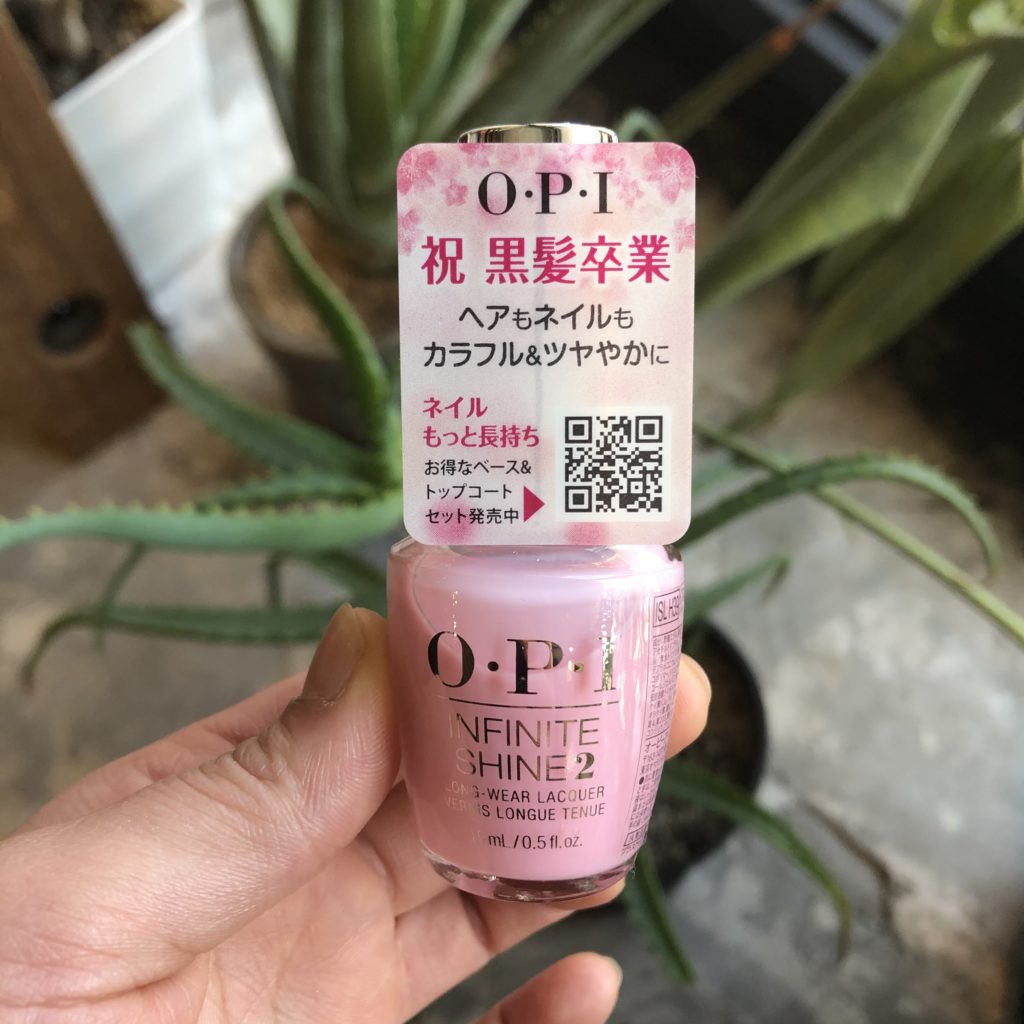 O·P·I
祝 黒髪卒業
ヘアもネイルも
カラフル&ツヤやかに
ネイル
もっと長持ち
お得なベース&
トップコート
セット発売中
O·P·I
INFINITE
SHINE2
LONG-WEAR LACQUER
VERNIS LONGUE TENUE
mL/0.5 fl.oz.